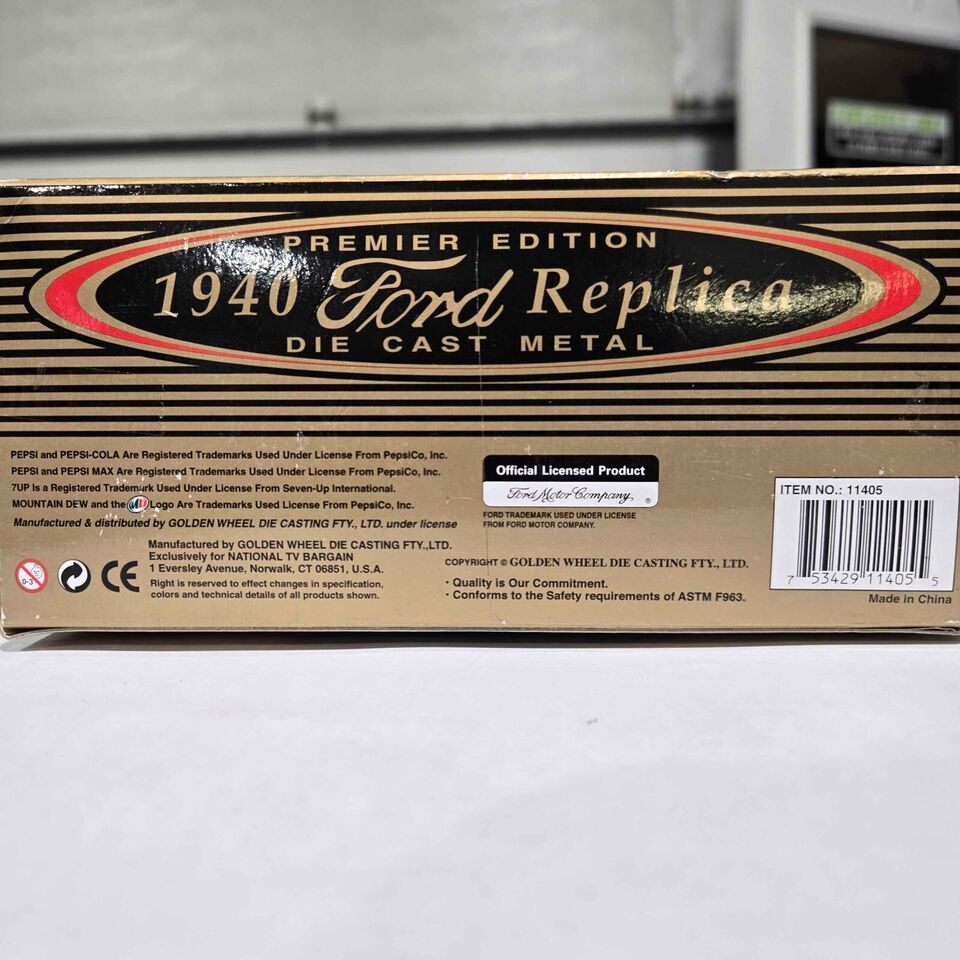 PREMIER EDITION
1940 Ford Replica
DIE CAST METAL
PEPSI and PEPSI-COLA Are Registered Trademarks Used Under License From PepsiCo, Inc.
PEPSI and PEPSI MAX Are Registered Trademarks Used Under License From PepsiCo, Inc.
7UP Is a Registered Trademark Used Under License From Seven-Up International.
MOUNTAIN DEW and the MD Logo Are Trademarks Used Under License From PepsiCo, Inc.
Manufactured & distributed by GOLDEN WHEEL DIE CASTING FTY., LTD. under license
Manufactured by GOLDEN WHEEL DIE CASTING FTY.,LTD.
Exclusively for NATIONAL TV BARGAIN
1 Eversley Avenue, Norwalk, CT 06851, U.S.A.
Right is reserved to effect changes in specification,
colors and technical details of all products shown.
0-3
CE
Official Licensed Product
Ford Motor Company ®
FORD TRADEMARK USED UNDER LICENSE
FROM FORD MOTOR COMPANY.
COPYRIGHT © GOLDEN WHEEL DIE CASTING FTY., LTD.
· Quality is Our Commitment.
· Conforms to the Safety requirements of ASTM F963.
ITEM NO.: 11405
7 53429 11405 5
Made in China